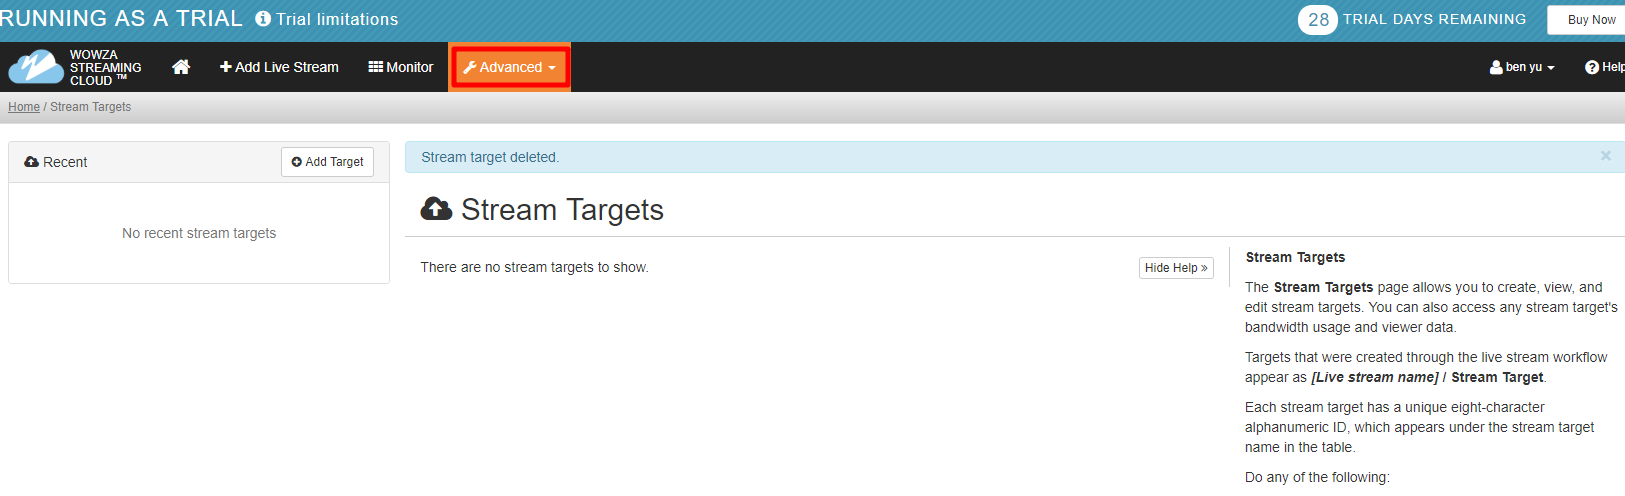 RUNNING AS A TRIAL Trial limitations
28 TRIAL DAYS REMAINING
Buy Now
WOWZA
STREAMING
CLOUD ™
Add Live Stream
Monitor
Advanced
ben yu
Help
Home / Stream Targets
Recent
Add Target
No recent stream targets
Stream target deleted.
×
Stream Targets
There are no stream targets to show.
Hide Help »
Stream Targets
The Stream Targets page allows you to create, view, and
edit stream targets. You can also access any stream target's
bandwidth usage and viewer data.
Targets that were created through the live stream workflow
appear as [Live stream name] / Stream Target.
Each stream target has a unique eight-character
alphanumeric ID, which appears under the stream target
name in the table.
Do any of the following: